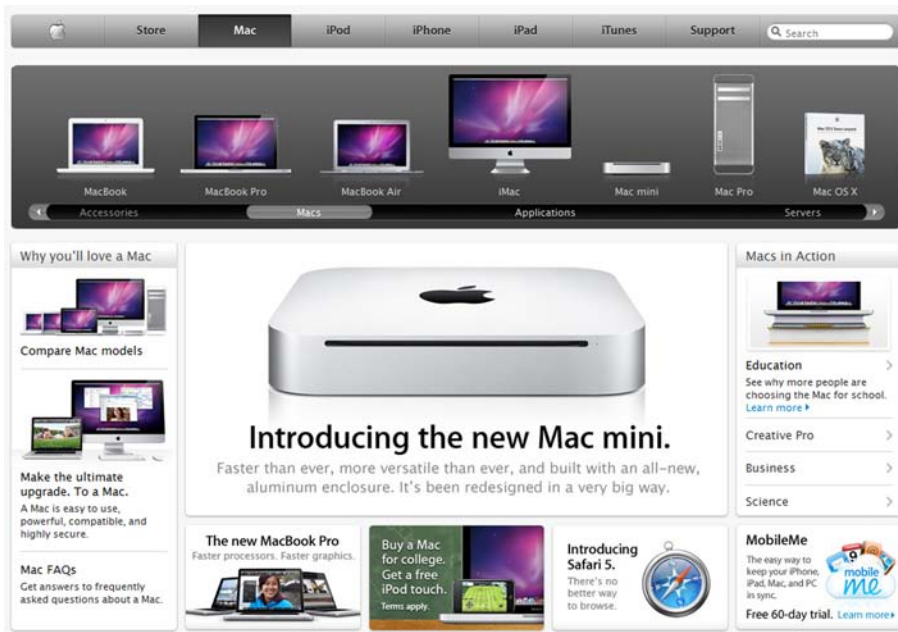 Store
Mac
iPod
iPhone
iPad
iTunes
Support
Search
MacBook
MacBook Pro
MacBook Air
iMac
Mac mini
Mac Pro
Mac OS X
Accessories
Macs
Applications
Servers
Why you'll love a Mac
Compare Mac models
Make the ultimate
upgrade. To a Mac.
A Mac is easy to use,
powerful, compatible, and
highly secure.
Mac FAQs
Get answers to frequently
asked questions about a Mac.
Introducing the new Mac mini.
Faster than ever, more versatile than ever, and built with an all-new,
aluminum enclosure. It's been redesigned in a very big way.
The new MacBook Pro
Faster processors. Faster graphics.
Buy a Mac
for college.
Get a free
iPod touch.
Terms apply.
Introducing
Safari 5.
There's no
better way
to browse.
Macs in Action
Education
See why more people are
choosing the Mac for school.
Learn more
Creative Pro
Business
Science
MobileMe
The easy way to
keep your iPhone,
iPad, Mac, and PC
in sync.
mobile
me
Free 60-day trial. Learn more